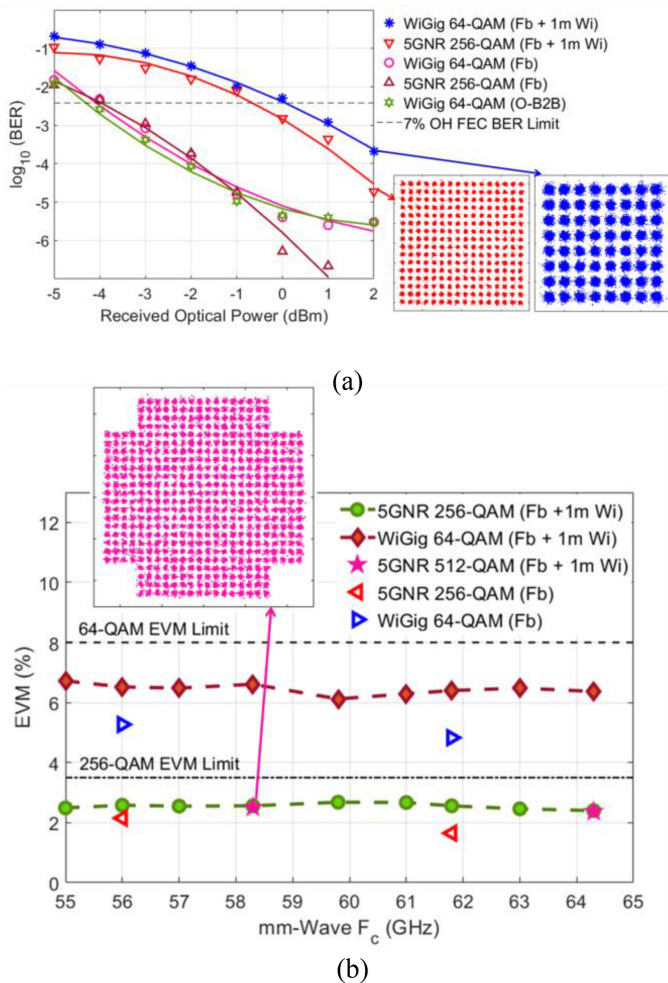 WiGig 64-QAM (Fb + 1m Wi)
5GNR 256-QAM (Fb + 1m Wi)
WiGig 64-QAM (Fb)
5GNR 256-QAM (Fb)
WiGig 64-QAM (O-B2B)
7% OH FEC BER Limit
log10 (BER)
-1
-2
-3
-4
-5
-6
-5 -4 -3 -2 -1 0 1 2
Received Optical Power (dBm)
(a)
5GNR 256-QAM (Fb +1m Wi)
WiGig 64-QAM (Fb + 1m Wi)
5GNR 512-QAM (Fb + 1m Wi)
5GNR 256-QAM (Fb)
WiGig 64-QAM (Fb)
64-QAM EVM Limit
256-QAM EVM Limit
EVM (%)
12
10
8
6
4
2
0
55 56 57 58 59 60 61 62 63 64 65
mm-Wave Fc (GHz)
(b)